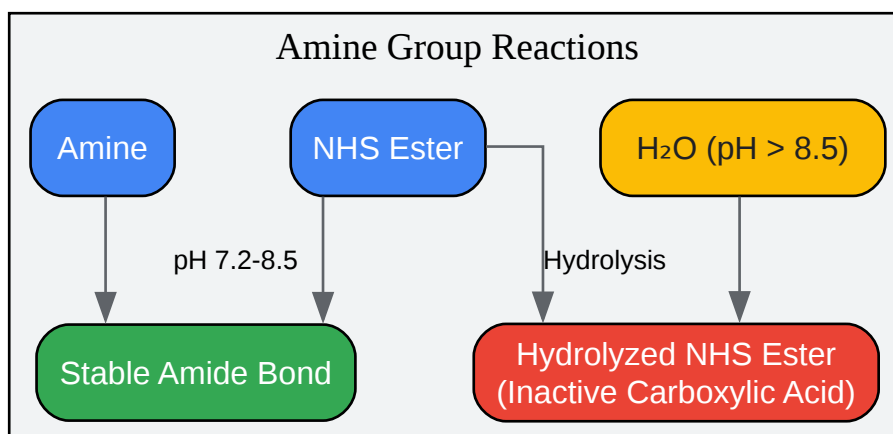 Amine Group Reactions
Amine
NHS Ester
H₂O (pH > 8.5)
pH 7.2-8.5
Hydrolysis
Stable Amide Bond
Hydrolyzed NHS Ester
(Inactive Carboxylic Acid)